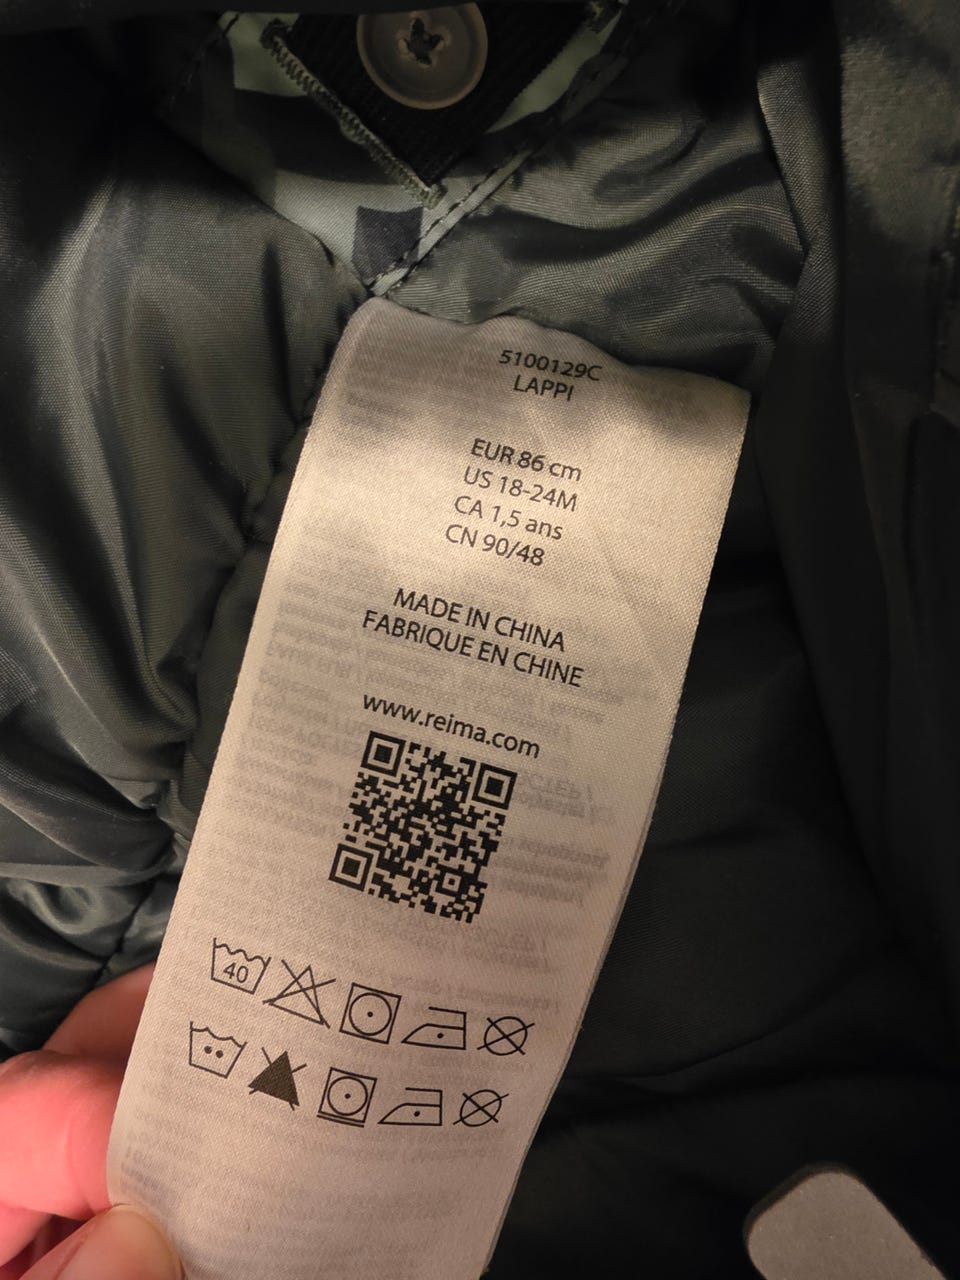 5100129C
LAPPI
EUR 86 cm
US 18-24M
CA 1,5 ans
CN 90/48
MADE IN CHINA
FABRIQUE EN CHINE
www.reima.com
40